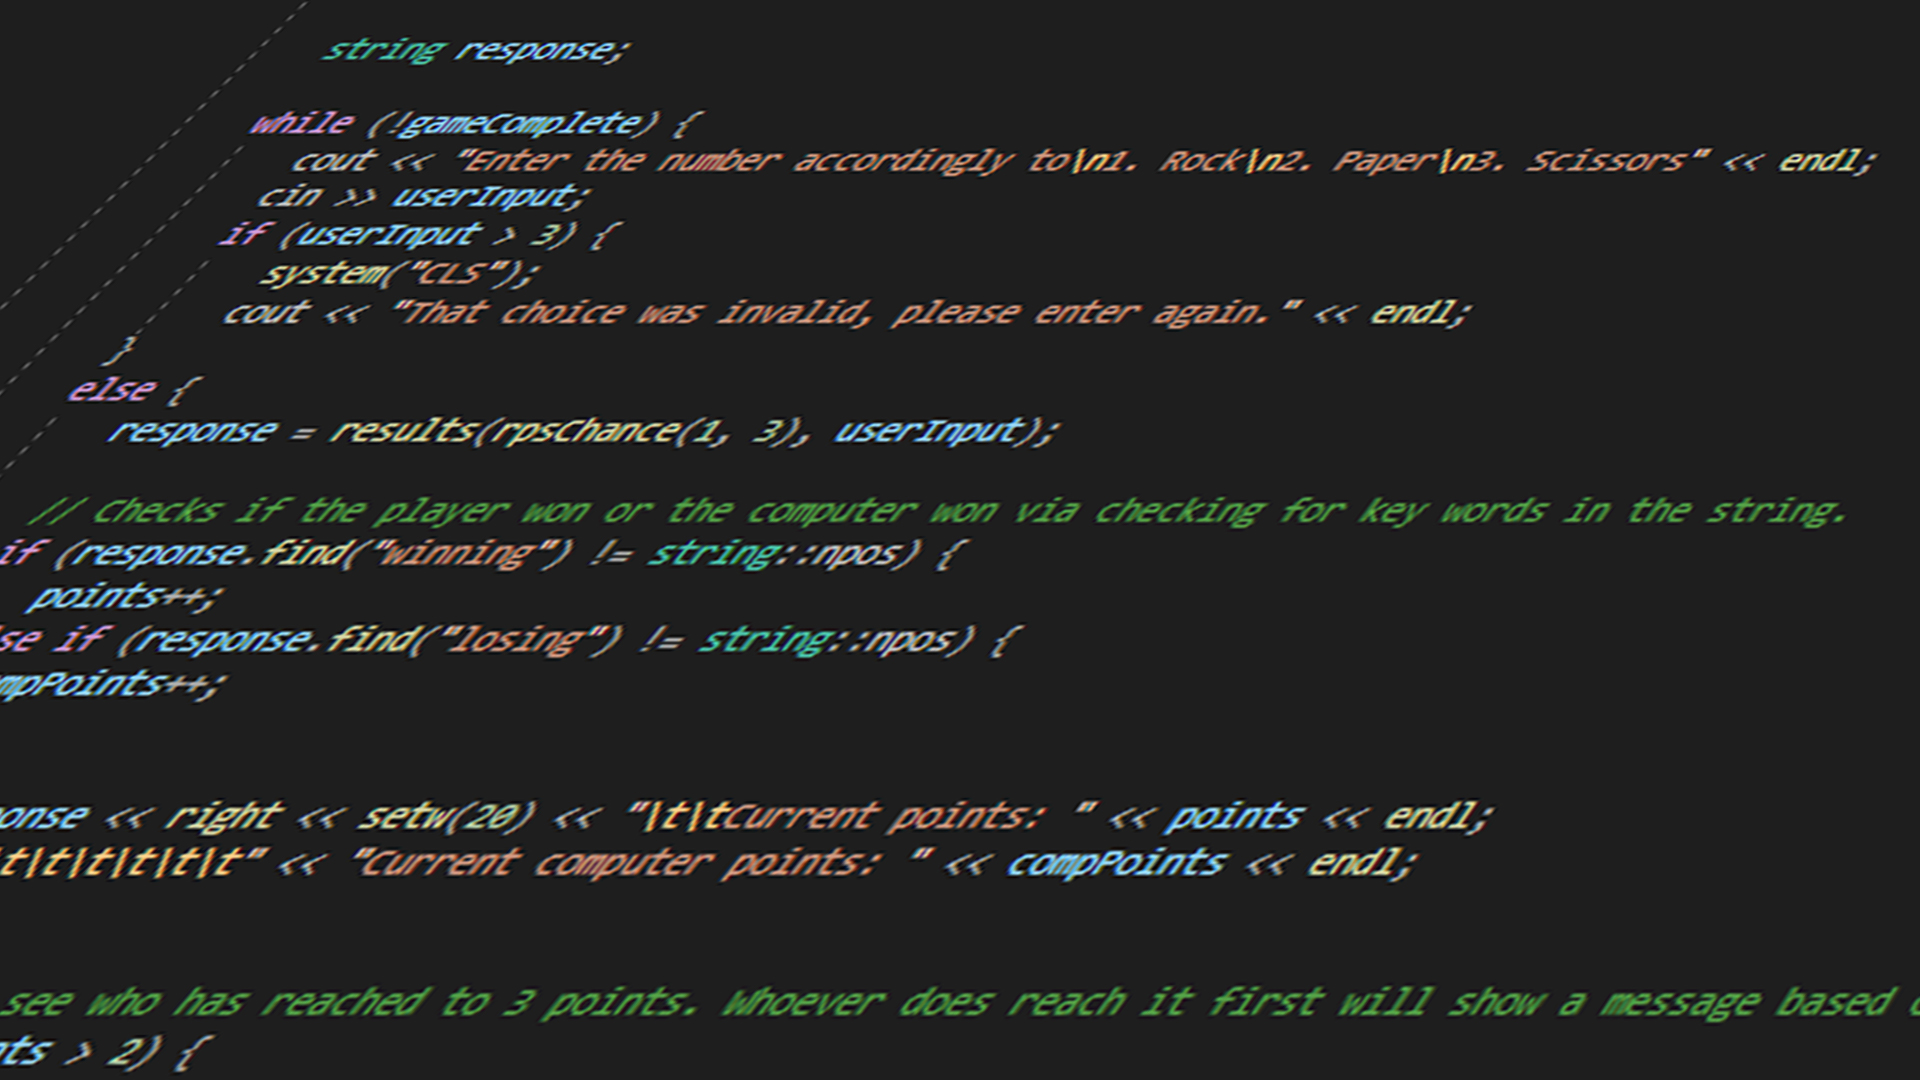 string response;
while (!gameComplete) {
cout << "Enter the number accordingly to\n1. Rock\n2. Paper\n3. Scissors" << endl;
cin >> userInput;
if (userInput > 3) {
system("CLS");
cout << "That choice was invalid, please enter again." << endl;
}
else {
response = results(rpsChance(1, 3), userInput);
// Checks if the player won or the computer won via checking for key words in the string.
if (response.find("winning") != string::npos) {
points++;
se if (response.find("losing") != string::npos) {
mpPoints++;
onse << right << setw(20) << "\t\tCurrent points: " << points << endl;
t\t\t\t\t\t" << "Current computer points: " << compPoints << endl;
see who has reached to 3 points. Whoever does reach it first will show a message based
nts > 2) {